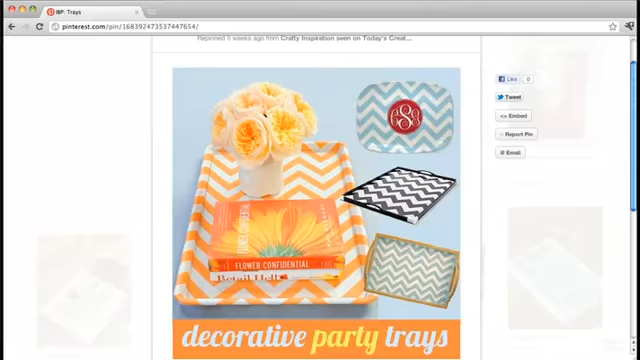 IBP: Trays
pinterest.com/pin/168392473537447654/
Repinned 5 weeks ago from Crafty Inspiration seen on Today's Creat...
Like
0
Tweet
<> Embed
Report Pin
@ Email
FLOWER CONFIDENTIAL
decorative party trays